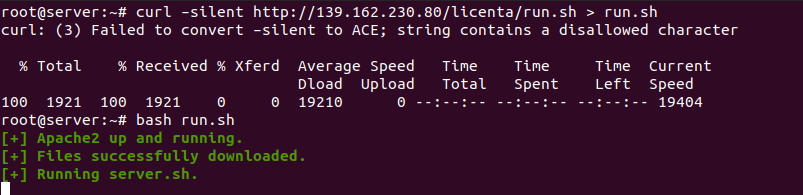 root@server:~# curl –silent http://139.162.230.80/licenta/run.sh > run.sh
curl: (3) Failed to convert –silent to ACE; string contains a disallowed character
% Total % Received % Xferd Average Speed Time Time Time Current
Dload Upload Total Spent Left Speed
100 1921 100 1921 0 0 19210 0 --:--:-- --:--:-- --:--:-- 19404
root@server:~# bash run.sh
[+] Apache2 up and running.
[+] Files successfully downloaded.
[+] Running server.sh.